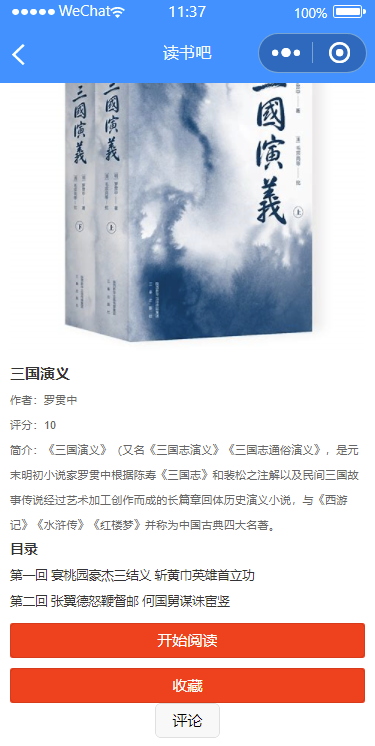 WeChat 11:37 100%
读书吧
三國演義
下
三國演義
上
三國演義
上
三国演义
作者：罗贯中
评分：10
简介：《三国演义》（又名《三国志演义》《三国志通俗演义》，是元
末明初小说家罗贯中根据陈寿《三国志》和裴松之注解以及民间三国故
事传说经过艺术加工创作而成的长篇章回体历史演义小说，与《西游
记》《水浒传》《红楼梦》并称为中国古典四大名著。
目录
第一回 宴桃园豪杰三结义 斩黄巾英雄首立功
第二回 张翼德怒鞭督邮 何国舅谋诛宦竖
开始阅读
收藏
评论